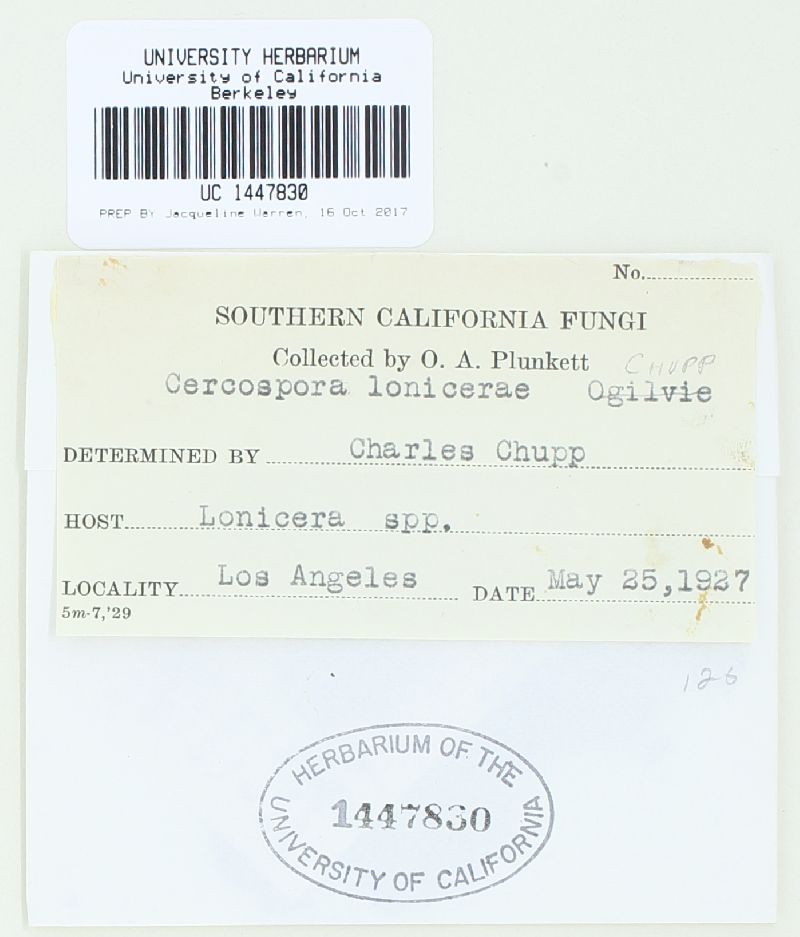 UNIVERSITY HERBARIUM
University of California
Berkeley
UC 1447830
PREP BY Jacqueline Warren, 16 Oct 2017
No.
SOUTHERN CALIFORNIA FUNGI
Collected by O. A. Plunkett CHUPP
Cercospora lonicerae Ogilvie
DETERMINED BY Charles Chupp
HOST Lonicera spp.
LOCALITY Los Angeles DATE May 25,1927
5m-7,'29
126
HERBARIUM OF THE
1447830
UNIVERSITY OF CALIFORNIA